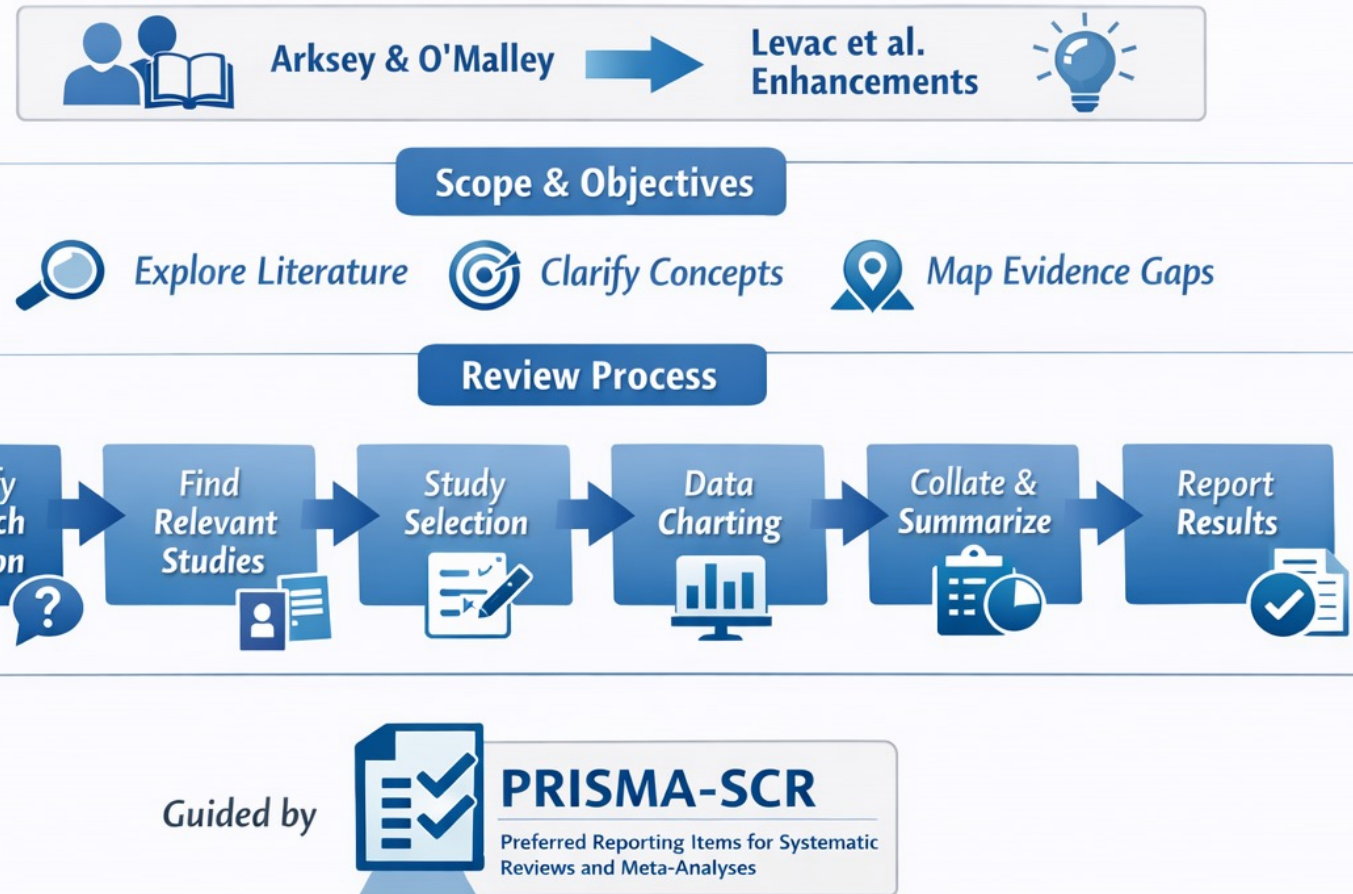 Arksey & O'Malley
Levac et al.
Enhancements
Scope & Objectives
Explore Literature
Clarify Concepts
Map Evidence Gaps
Review Process
Find
Relevant
Studies
Study
Selection
Data
Charting
Collate &
Summarize
Report
Results
?
Guided by
PRISMA-SCR
Preferred Reporting Items for Systematic
Reviews and Meta-Analyses